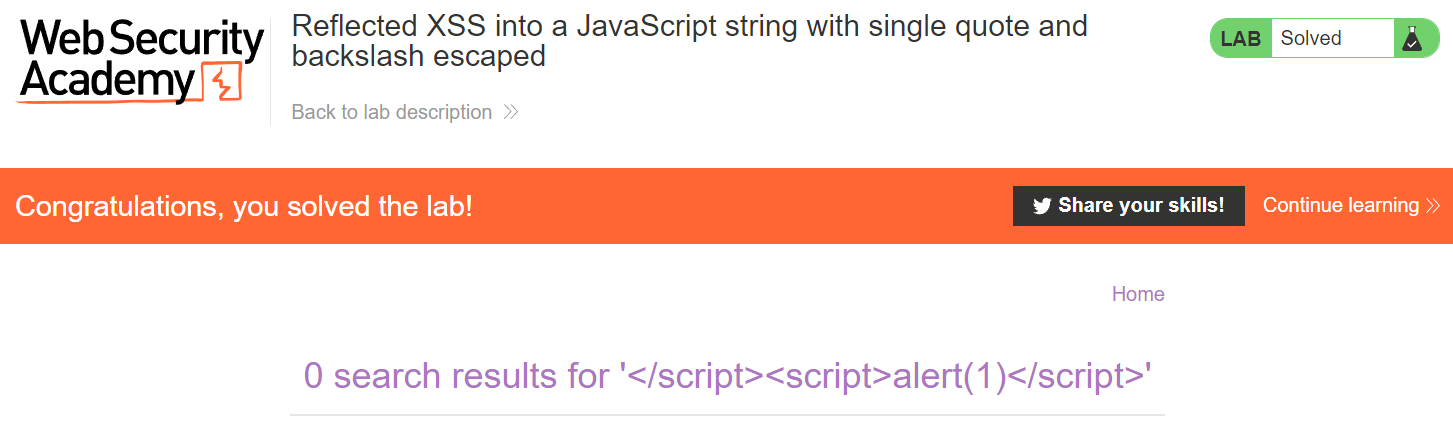 Web Security
Academy
Reflected XSS into a JavaScript string with single quote and
backslash escaped
Back to lab description
LAB Solved
Congratulations, you solved the lab!
Share your skills!
Continue learning
Home
0 search results for '</script><script>alert(1)</script>'